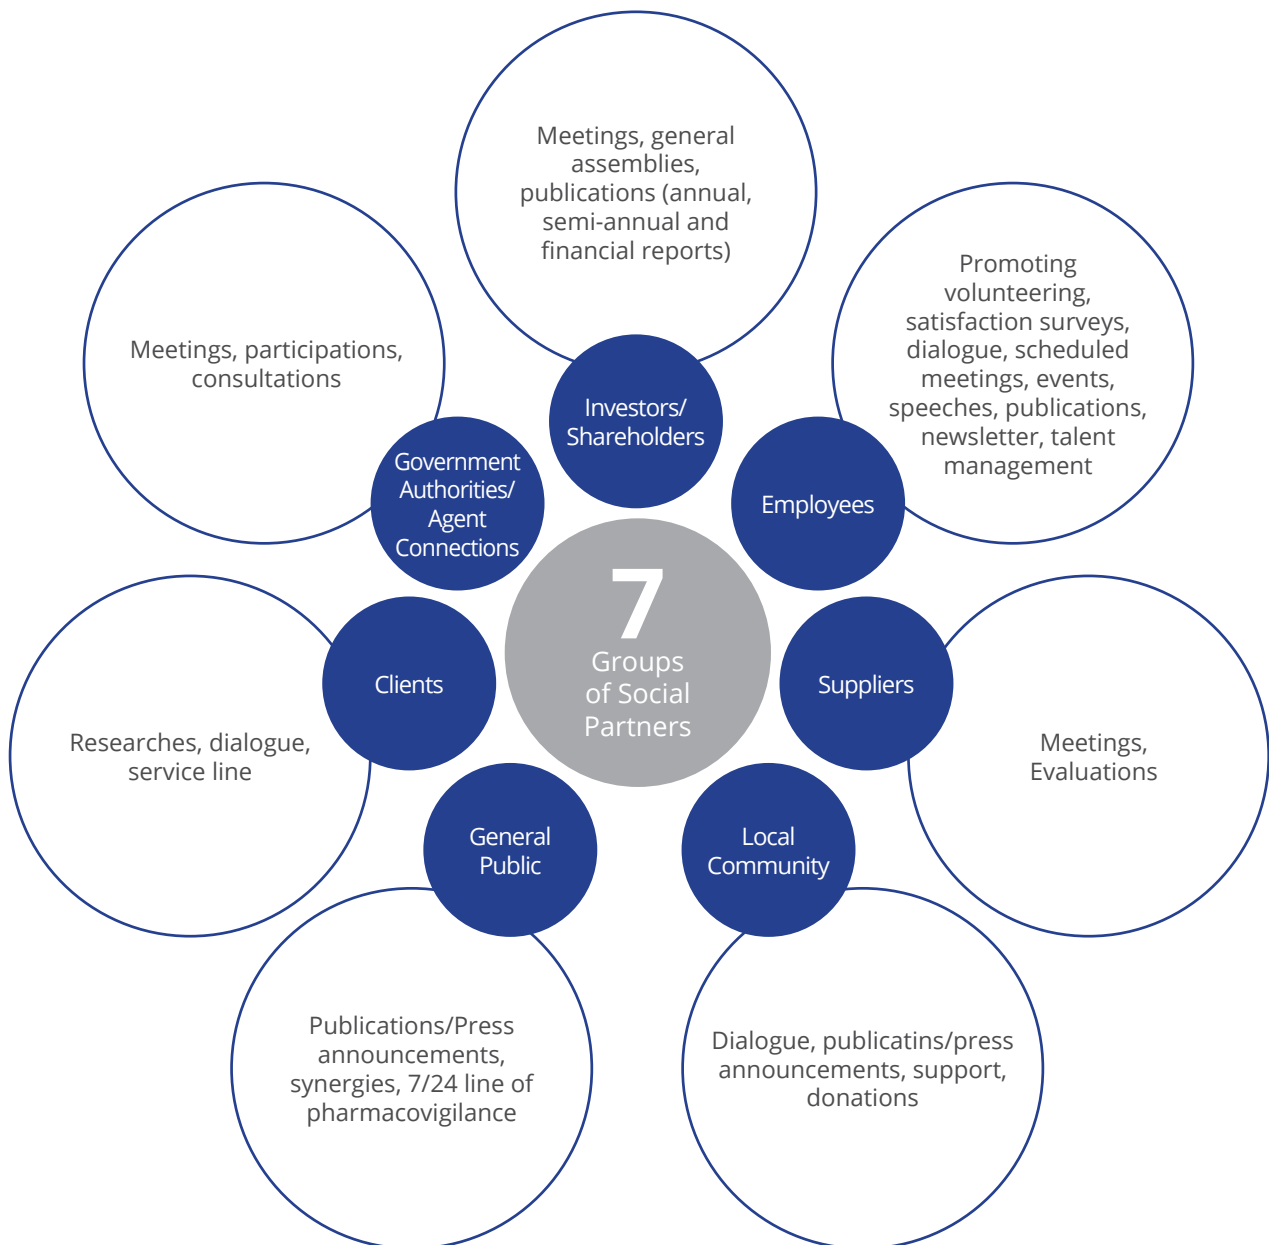 Meetings, general
assemblies,
publications (annual,
semi-annual and
financial reports)
Investors/
Shareholders
Promoting
volunteering,
satisfaction surveys,
dialogue, scheduled
meetings, events,
speeches, publications,
newsletter, talent
management
Employees
Meetings,
Evaluations
Suppliers
Dialogue, publicatins/press
announcements, support,
donations
Local
Community
Publications/Press
announcements,
synergies, 7/24 line of
pharmacovigilance
General
Public
Researches, dialogue,
service line
Clients
Meetings, participations,
consultations
Government
Authorities/
Agent
Connections
7
Groups
of Social
Partners